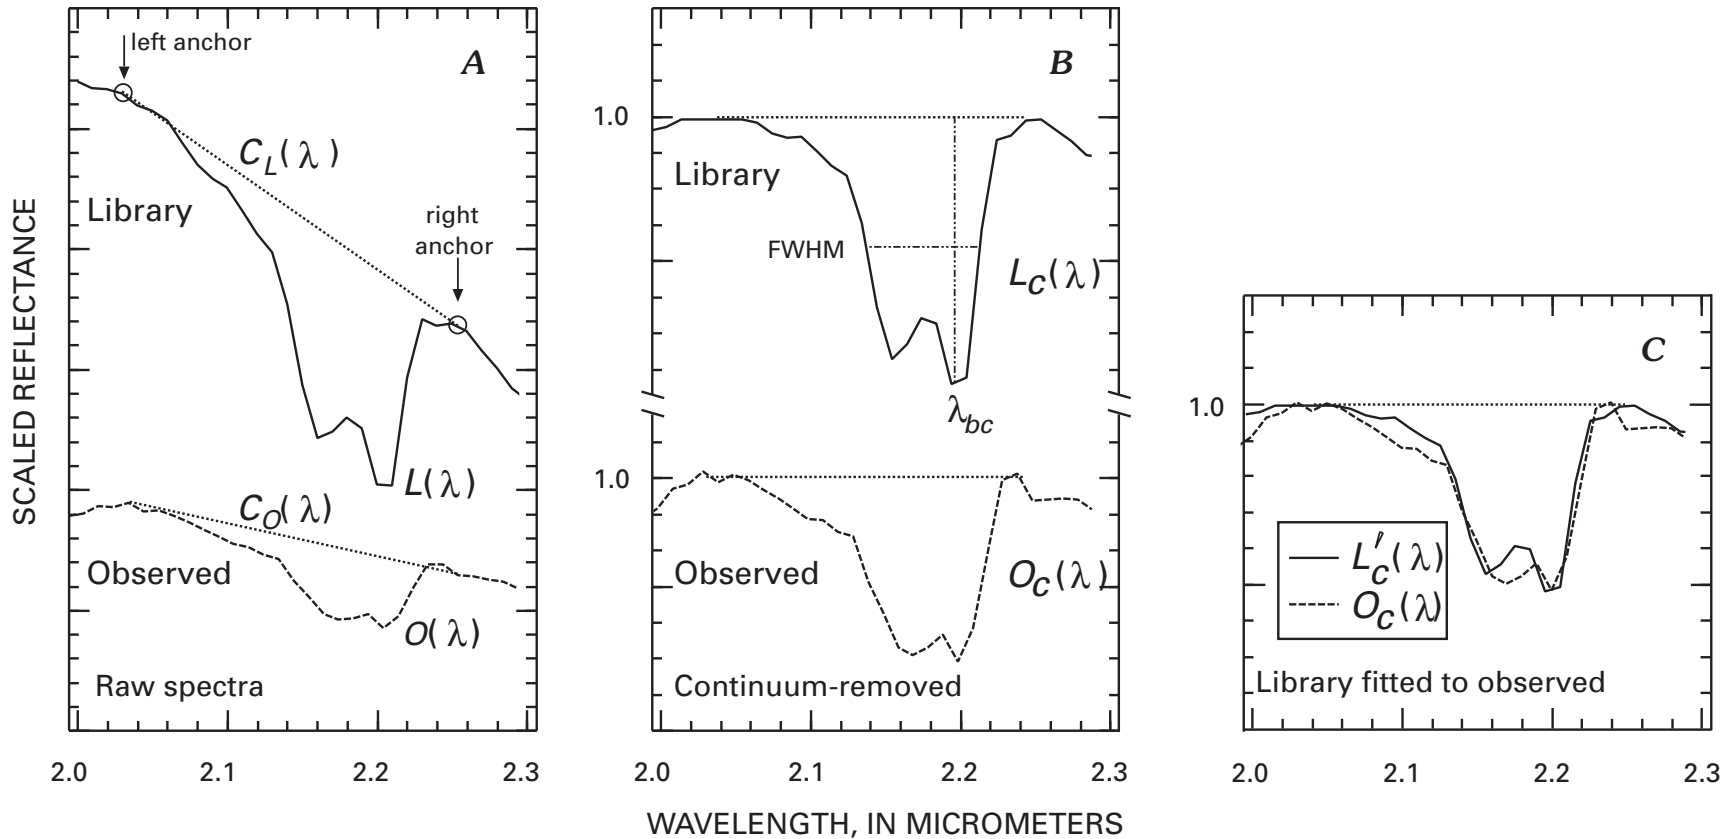 SCALED REFLECTANCE
A
left anchor
C_L(λ)
Library
right
anchor
L(λ)
C_O(λ)
Observed
O(λ)
Raw spectra
2.0 2.1 2.2 2.3
B
1.0
Library
FWHM
L_C(λ)
λ_bc
1.0
Observed
O_C(λ)
Continuum-removed
2.0 2.1 2.2 2.3
C
1.0
L'_C(λ)
O_C(λ)
Library fitted to observed
2.0 2.1 2.2 2.3
WAVELENGTH, IN MICROMETERS